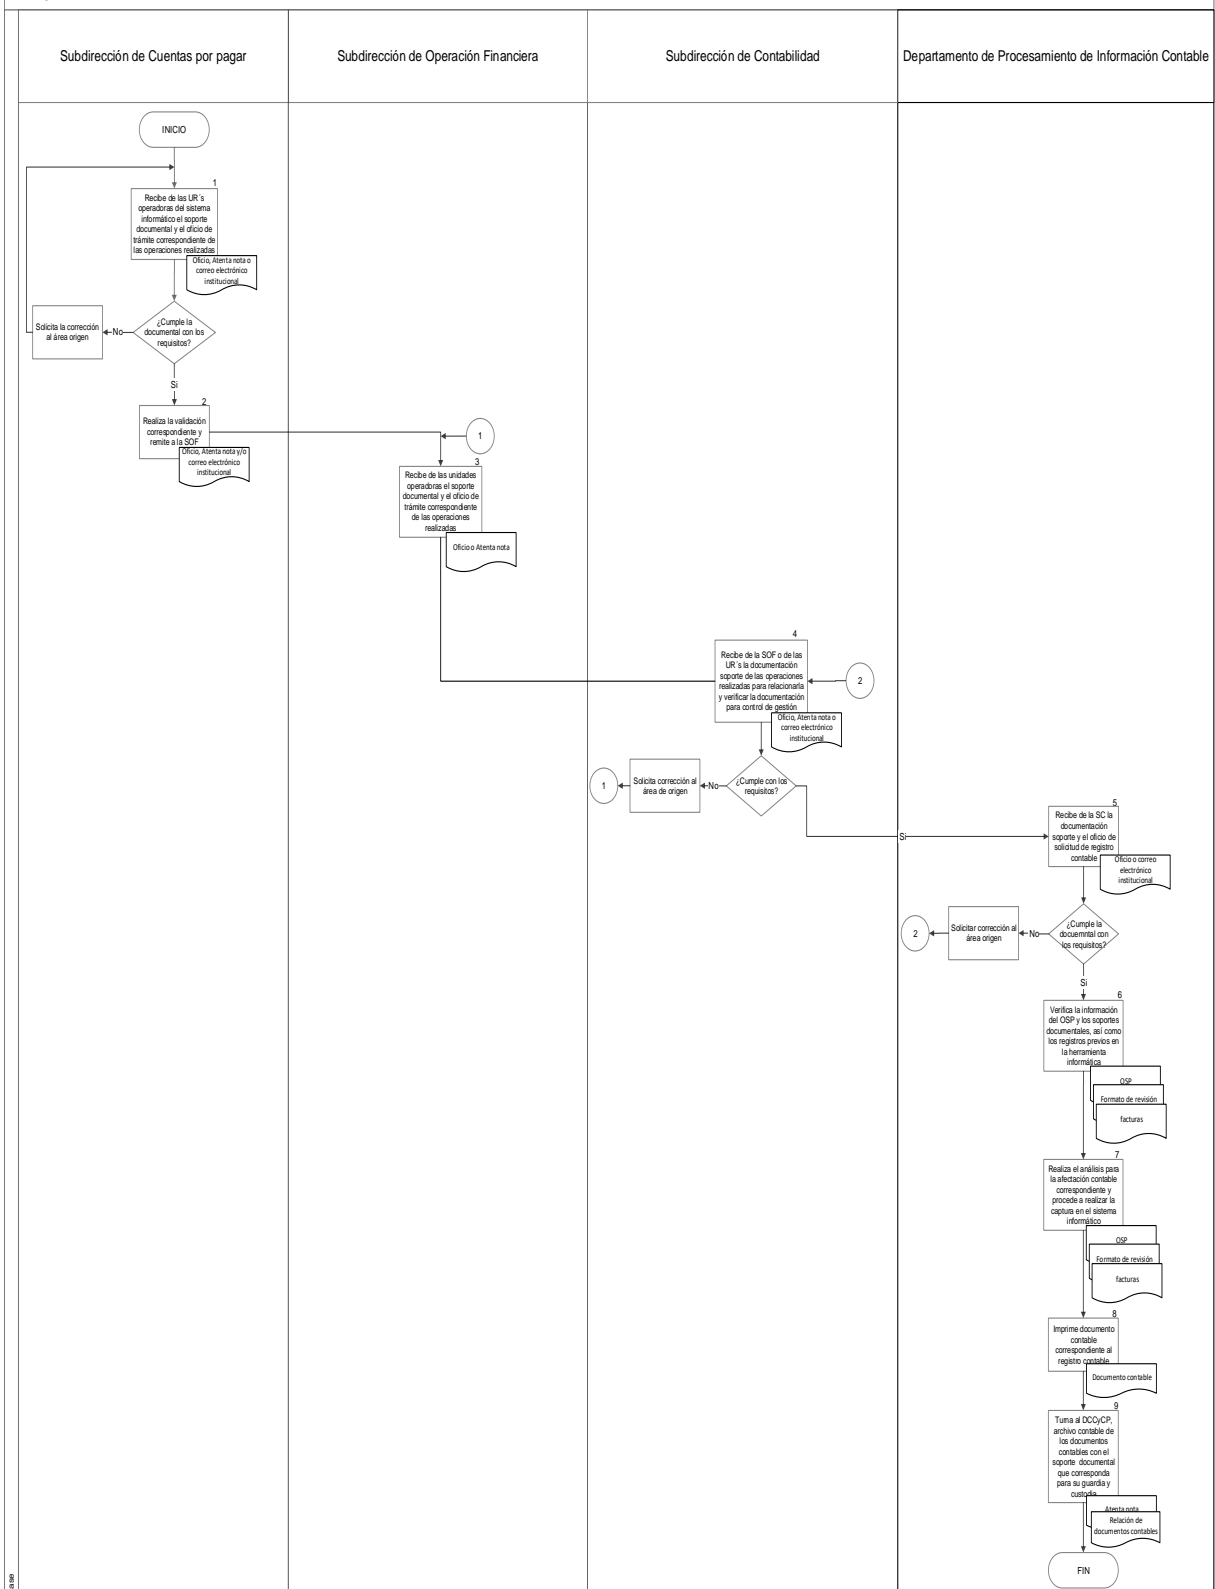 Subdirección de Cuentas por pagar
Subdirección de Operación Financiera
Subdirección de Contabilidad
Departamento de Procesamiento de Información Contable
INICIO
1
Recibe de las UR´s
operadoras del sistema
informático el soporte
documental y el oficio de
trámite correspondiente de
las operaciones realizadas
Oficio, Atenta nota o
correo electrónico
institucional
¿Cumple la
documental con los
requisitos?
No
Solicita la corrección
al área origen
Si
2
Realiza la validación
correspondiente y
remite a la SOF
Oficio, Atenta nota y/o
correo electrónico
institucional
1
3
Recibe de las unidades
operadoras el soporte
documental y el oficio de
trámite correspondiente
de las operaciones
realizadas
Oficio o Atenta nota
4
Recibe de la SOF o de las
UR´s la documentación
soporte de las operaciones
realizadas para relacionarla
y verificar la documentación
para control de gestión
2
Oficio, Atenta nota o
correo electrónico
institucional
¿Cumple con los
requisitos?
No
Solicita corrección al
área de origen
1
Si
5
Recibe de la SC la
documentación
soporte y el oficio de
solicitud de registro
contable
Oficio o correo
electrónico
institucional
¿Cumple la
docuemntal con
los requisitos?
No
Solicitar corrección al
área origen
2
Si
6
Verifica la información
del OSP y los soportes
documentales, así como
los registros previos en
la herramienta
informática
OSP
Formato de revisión
facturas
7
Realiza el análisis para
la afectación contable
correspondiente y
procede a realizar la
captura en el sistema
informático
OSP
Formato de revisión
facturas
8
Imprime documento
contable
correspondiente al
registro contable
Documento contable
9
Turna al DCCyCP,
archivo contable de
los documentos
contables con el
soporte documental
que corresponda
para su guardia y
custodia
Atenta nota
Relación de
documentos contables
FIN